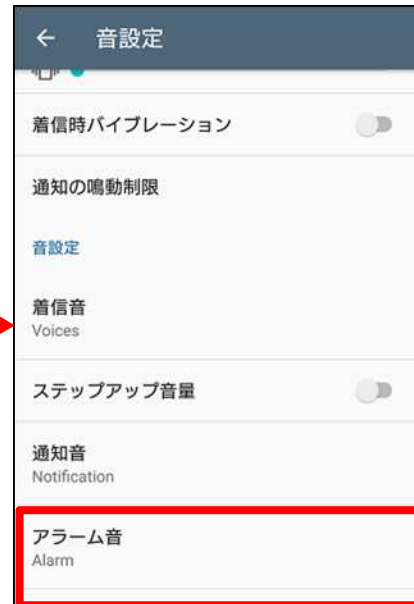 音設定
着信時バイブレーション
通知の鳴動制限
音設定
着信音
Voices
ステップアップ音量
通知音
Notification
アラーム音
Alarm